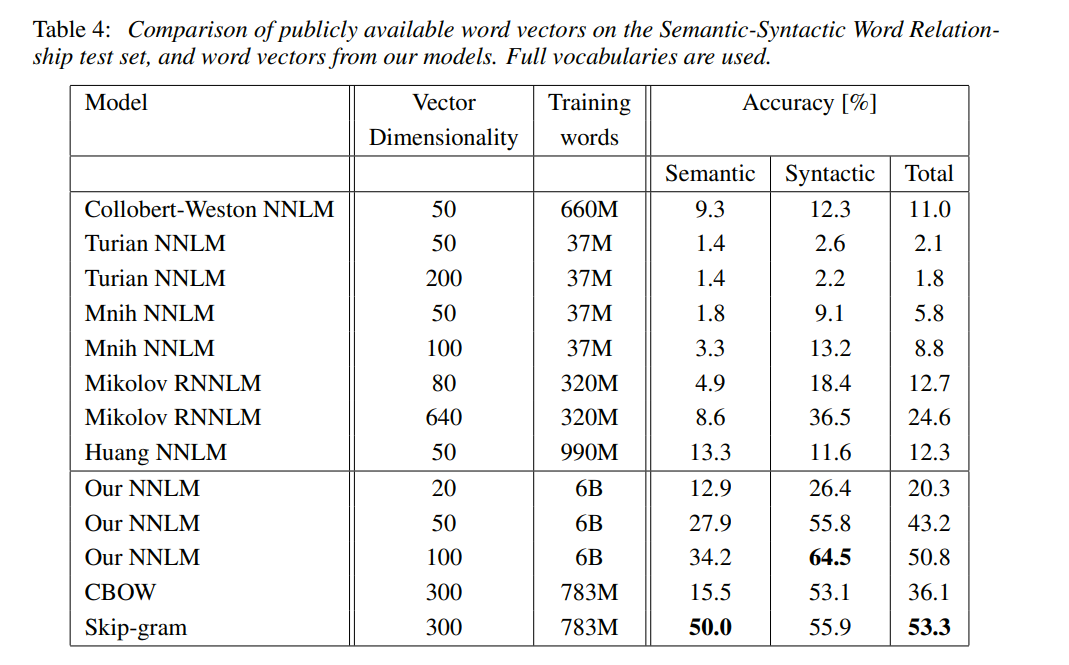 Table 4: Comparison of publicly available word vectors on the Semantic-Syntactic Word Relation-
ship test set, and word vectors from our models. Full vocabularies are used.
Model Vector Training Accuracy [%]
Dimensionality words
Semantic Syntactic Total
Collobert-Weston NNLM 50 660M 9.3 12.3 11.0
Turian NNLM 50 37M 1.4 2.6 2.1
Turian NNLM 200 37M 1.4 2.2 1.8
Mnih NNLM 50 37M 1.8 9.1 5.8
Mnih NNLM 100 37M 3.3 13.2 8.8
Mikolov RNNLM 80 320M 4.9 18.4 12.7
Mikolov RNNLM 640 320M 8.6 36.5 24.6
Huang NNLM 50 990M 13.3 11.6 12.3
Our NNLM 20 6B 12.9 26.4 20.3
Our NNLM 50 6B 27.9 55.8 43.2
Our NNLM 100 6B 34.2 64.5 50.8
CBOW 300 783M 15.5 53.1 36.1
Skip-gram 300 783M 50.0 55.9 53.3